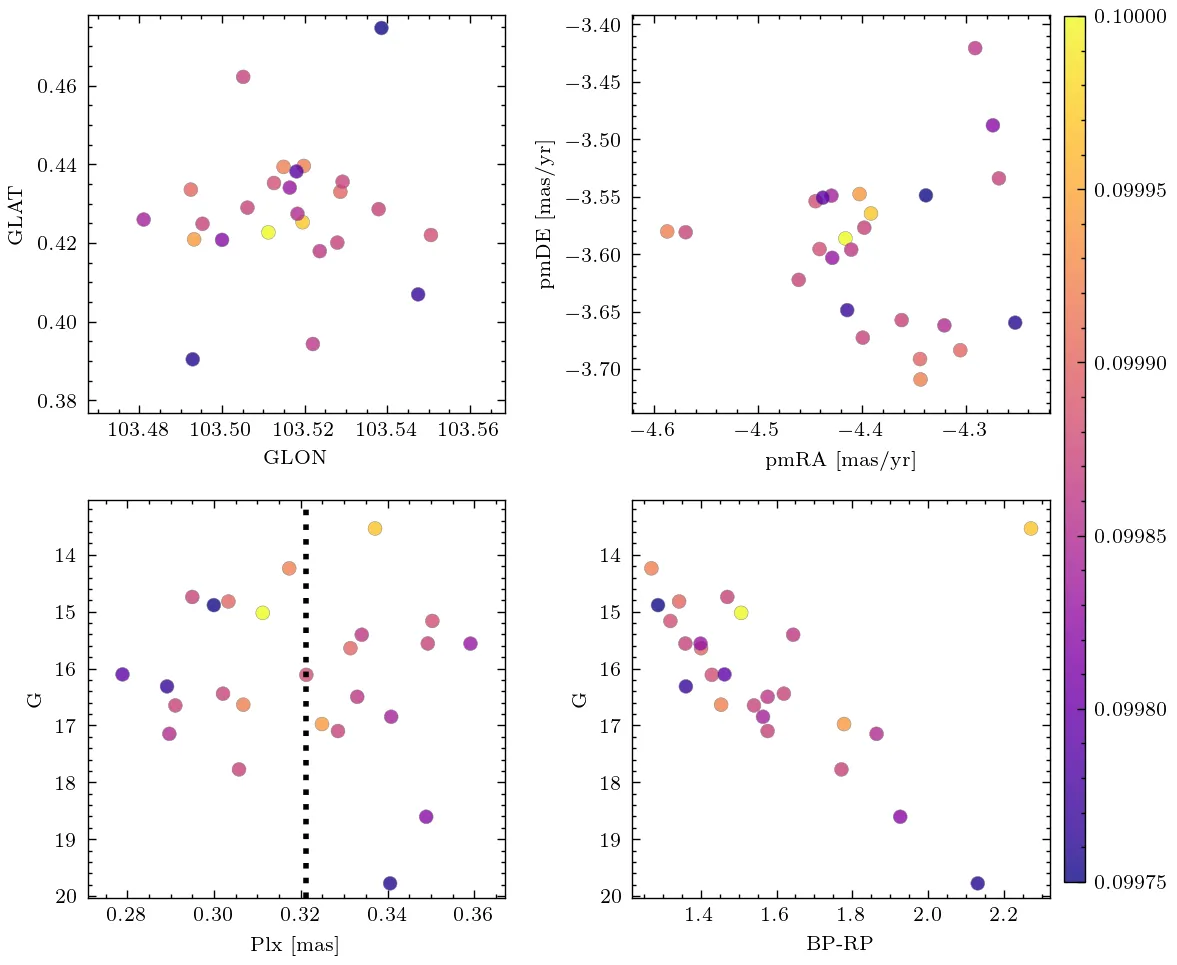 0.46
0.44
0.42
0.40
0.38
GLAT
103.48 103.50 103.52 103.54 103.56
GLON
−3.40
−3.45
−3.50
−3.55
−3.60
−3.65
−3.70
pmDE [mas/yr]
−4.6 −4.5 −4.4 −4.3
pmRA [mas/yr]
14
15
16
17
18
19
20
G
0.28 0.30 0.32 0.34 0.36
Plx [mas]
14
15
16
17
18
19
20
G
1.4 1.6 1.8 2.0 2.2
BP-RP
0.10000
0.09995
0.09990
0.09985
0.09980
0.09975